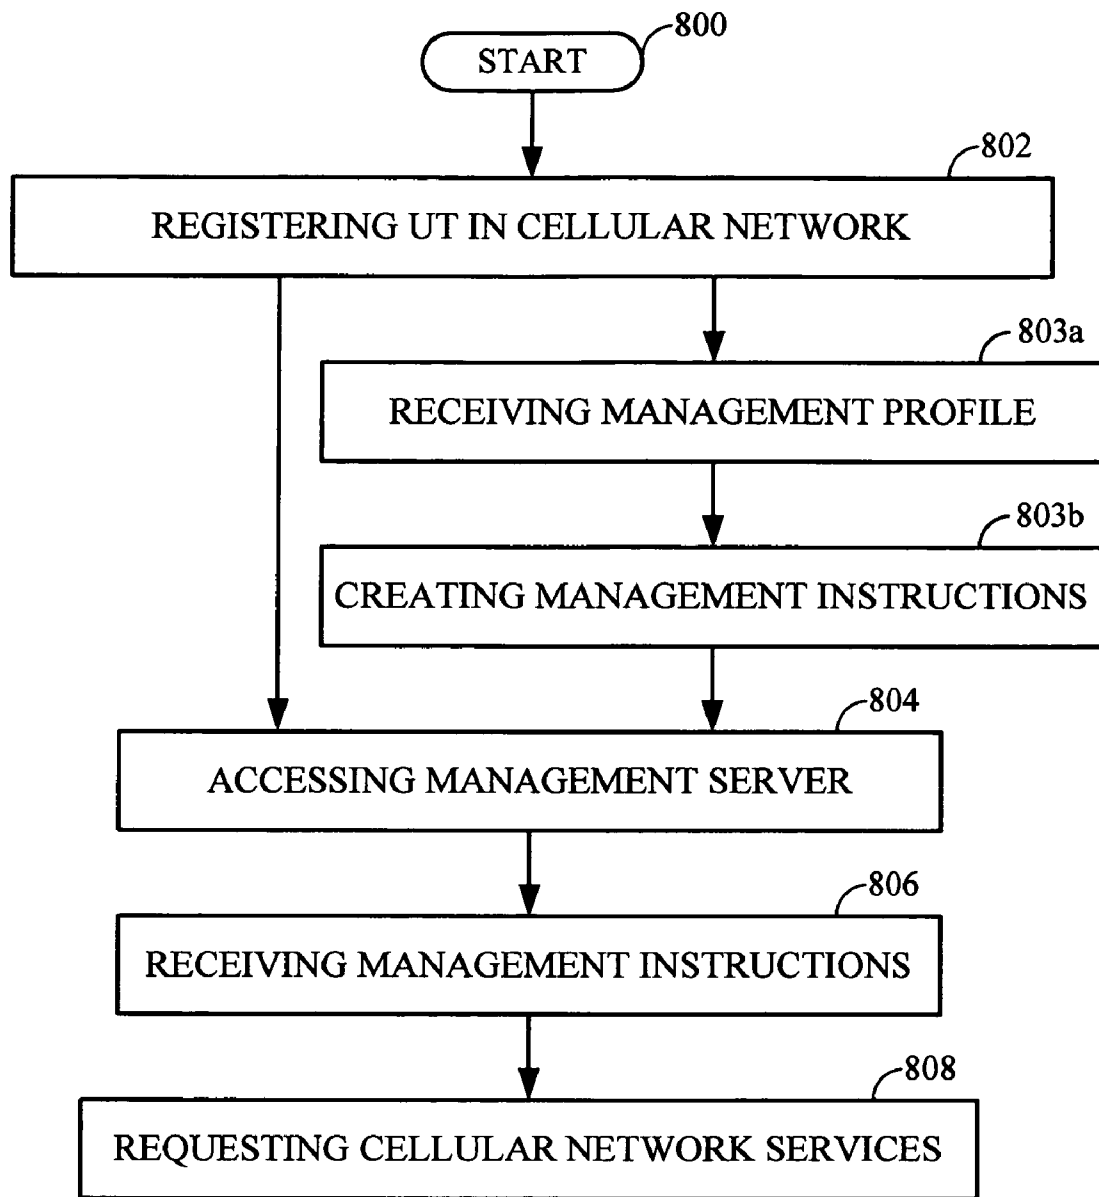 800
START
802
REGISTERING UT IN CELLULAR NETWORK
803a
RECEIVING MANAGEMENT PROFILE
803b
CREATING MANAGEMENT INSTRUCTIONS
804
ACCESSING MANAGEMENT SERVER
806
RECEIVING MANAGEMENT INSTRUCTIONS
808
REQUESTING CELLULAR NETWORK SERVICES